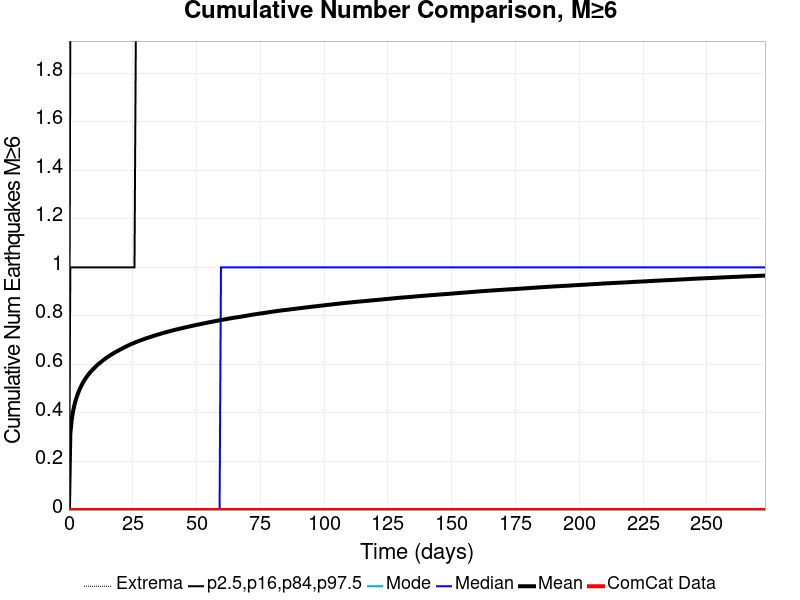 Cumulative Number Comparison, M≥6
Cumulative Num Earthquakes M≥6
1.8
1.6
1.4
1.2
1
0.8
0.6
0.4
0.2
0
0 25 50 75 100 125 150 175 200 225 250
Time (days)
Extrema p2.5,p16,p84,p97.5 Mode Median Mean ComCat Data